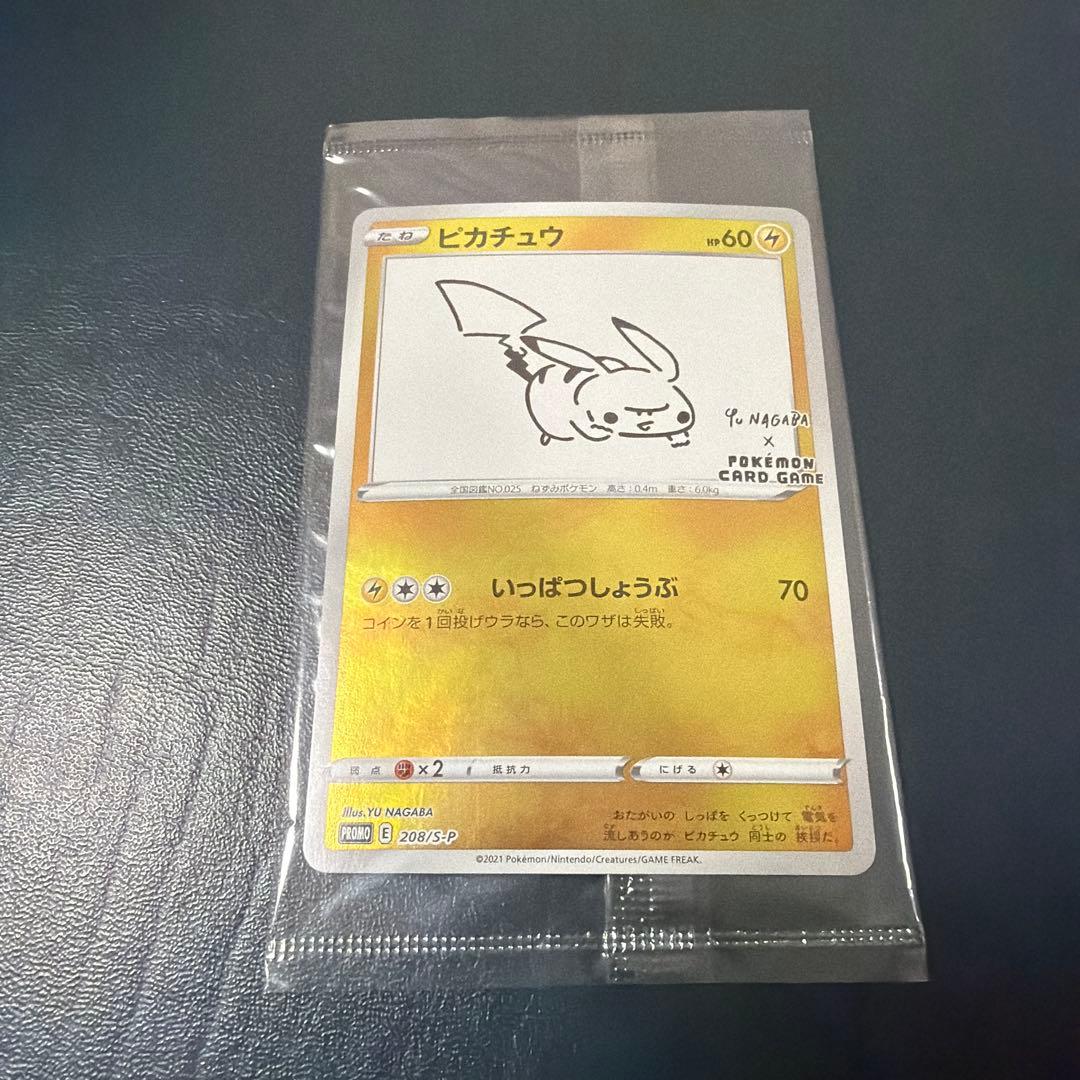 たね ピカチュウ HP60
Yu NAGABA
×
POKÉMON
CARD GAME
全国図鑑NO.025 ねずみポケモン 高さ:0.4m 重さ:6.0kg
いっぱつしょうぶ 70
コインを1回投げウラなら、このワザは失敗。
弱点 ×2 抵抗力 にげる
Illus.YU NAGABA
おたがいの しっぽを くっつけて 電気を
PROMO E 208/S-P
流しあうのが ピカチュウ 同士の 挨拶だ。
©2021 Pokémon/Nintendo/Creatures/GAME FREAK.